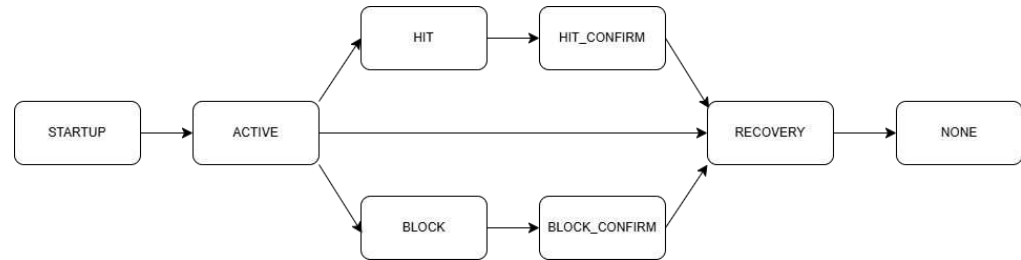 HIT
HIT_CONFIRM
STARTUP
ACTIVE
RECOVERY
NONE
BLOCK
BLOCK_CONFIRM